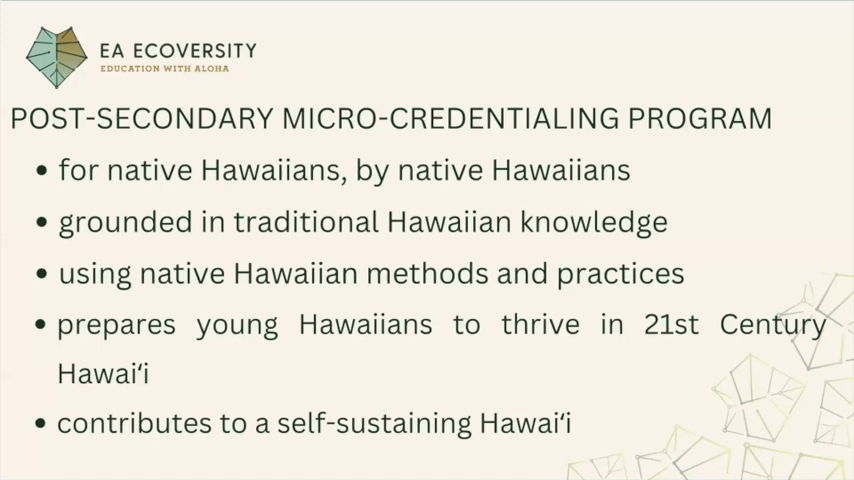 EA ECOVERSITY
EDUCATION WITH ALOHA
POST-SECONDARY MICRO-CREDENTIALING PROGRAM
• for native Hawaiians, by native Hawaiians
• grounded in traditional Hawaiian knowledge
• using native Hawaiian methods and practices
• prepares young Hawaiians to thrive in 21st Century
Hawaiʻi
• contributes to a self-sustaining Hawaiʻi